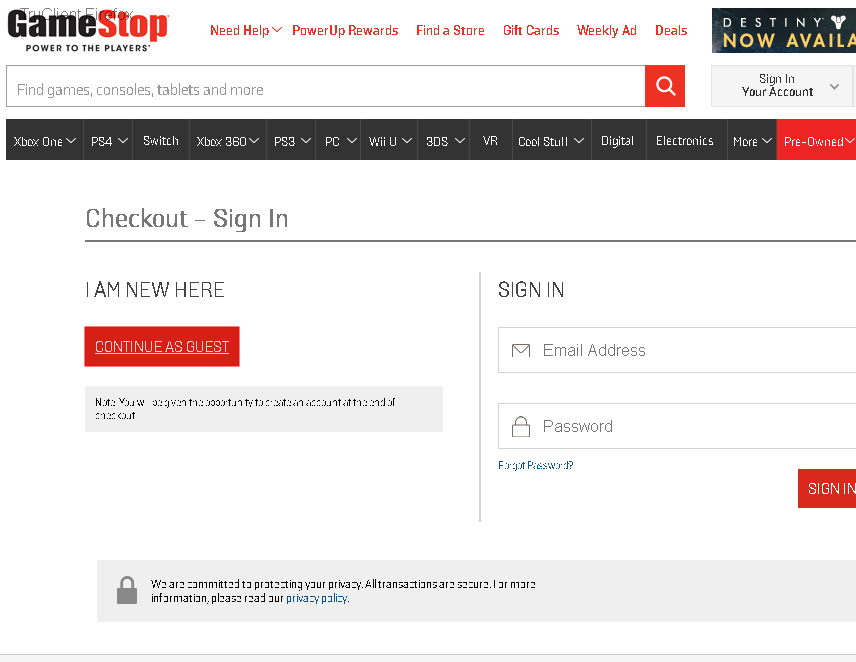 TruClient Firefox
GameStop
POWER TO THE PLAYERS
Need Help PowerUp Rewards Find a Store Gift Cards Weekly Ad Deals
DESTINY
NOW AVAILA
Find games, consoles, tablets and more
Sign In
Your Account
Xbox One PS4 Switch Xbox 360 PS3 PC Wii U 3DS VR Cool Stuff Digital Electronics More Pre-Owned
Checkout – Sign In
I AM NEW HERE
CONTINUE AS GUEST
Note: You will be given the opportunity to create an account at the end of
checkout
SIGN IN
Email Address
Password
Forgot Password?
SIGN IN
We are committed to protecting your privacy. All transactions are secure. For more
information, please read our privacy policy.